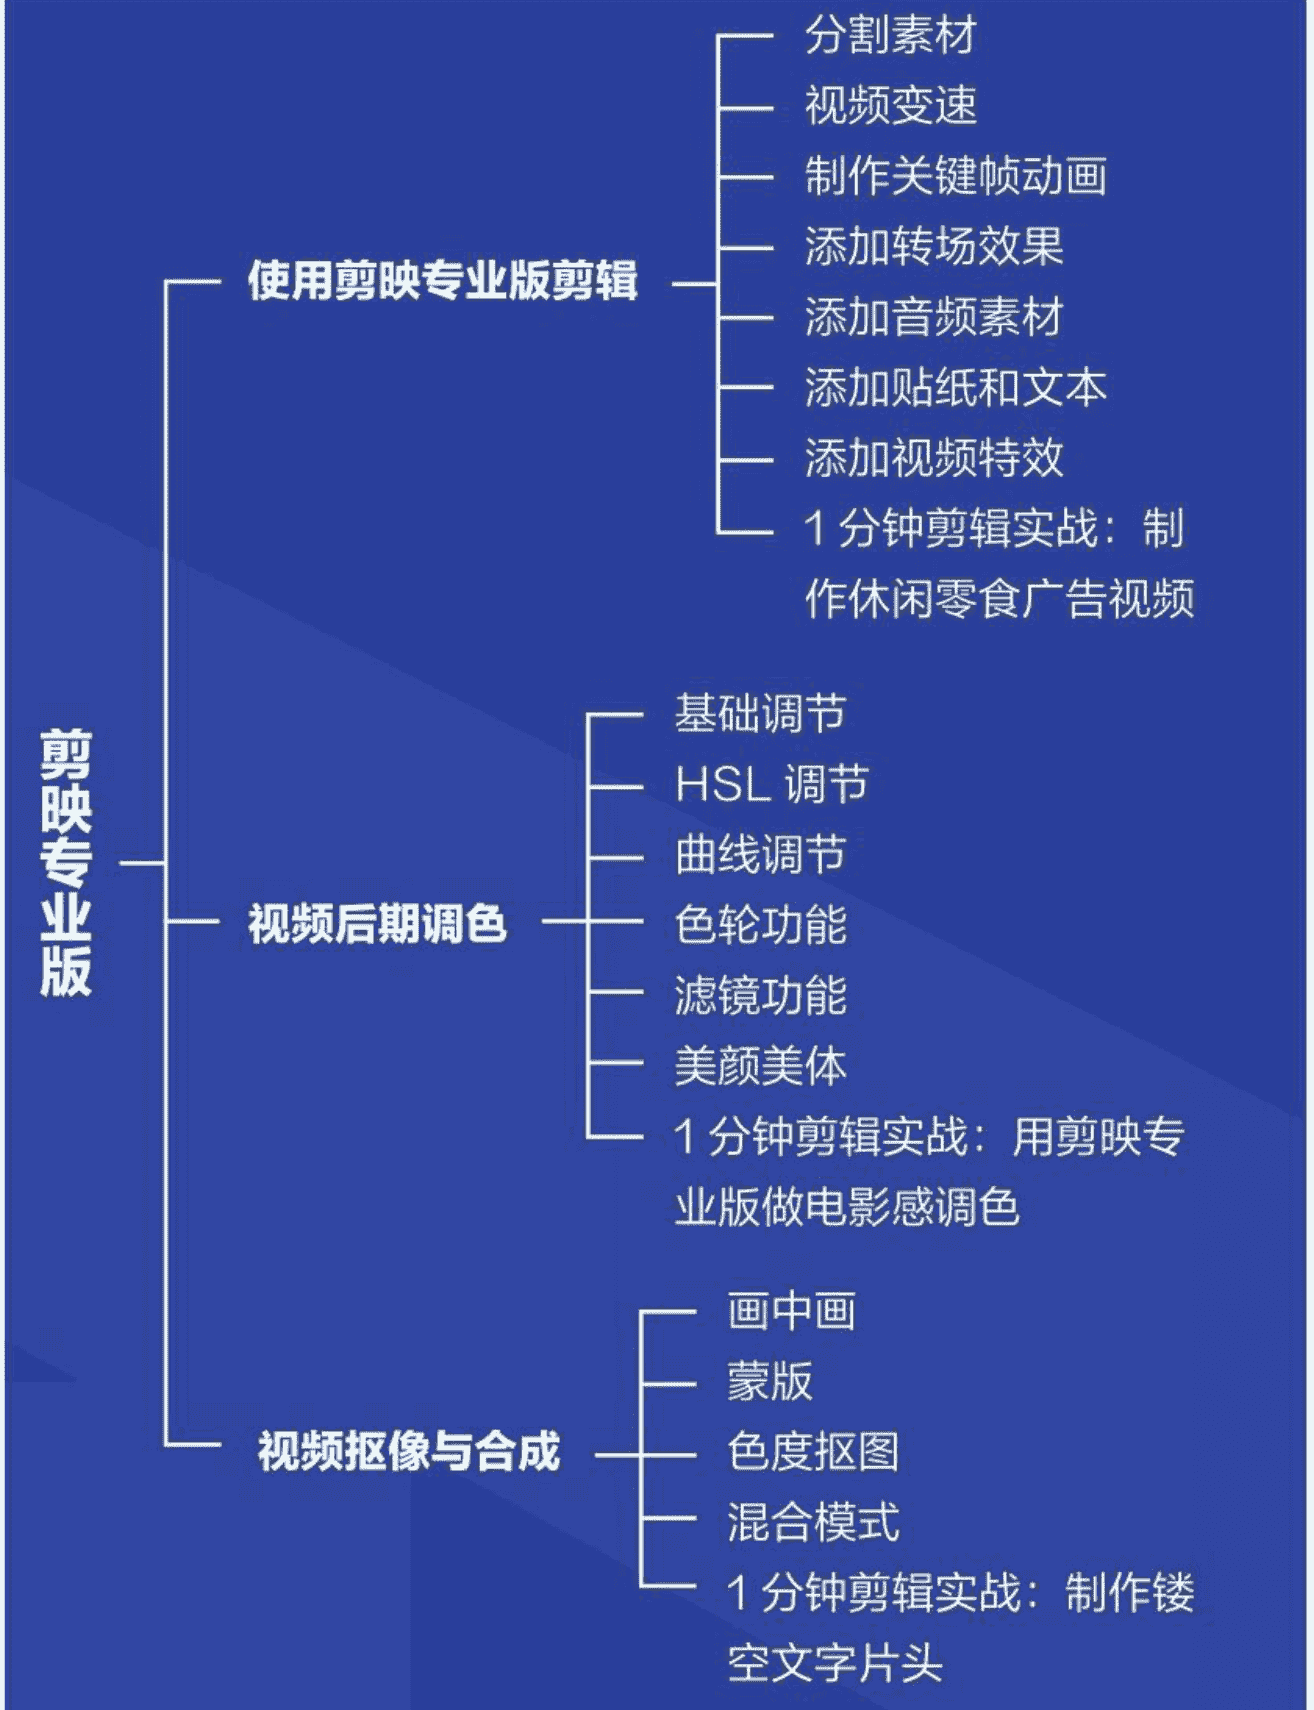 剪映专业版
使用剪映专业版剪辑
分割素材
视频变速
制作关键帧动画
添加转场效果
添加音频素材
添加贴纸和文本
添加视频特效
1 分钟剪辑实战：制
作休闲零食广告视频
视频后期调色
基础调节
HSL 调节
曲线调节
色轮功能
滤镜功能
美颜美体
1 分钟剪辑实战：用剪映专
业版做电影感调色
视频抠像与合成
画中画
蒙版
色度抠图
混合模式
1 分钟剪辑实战：制作镂
空文字片头